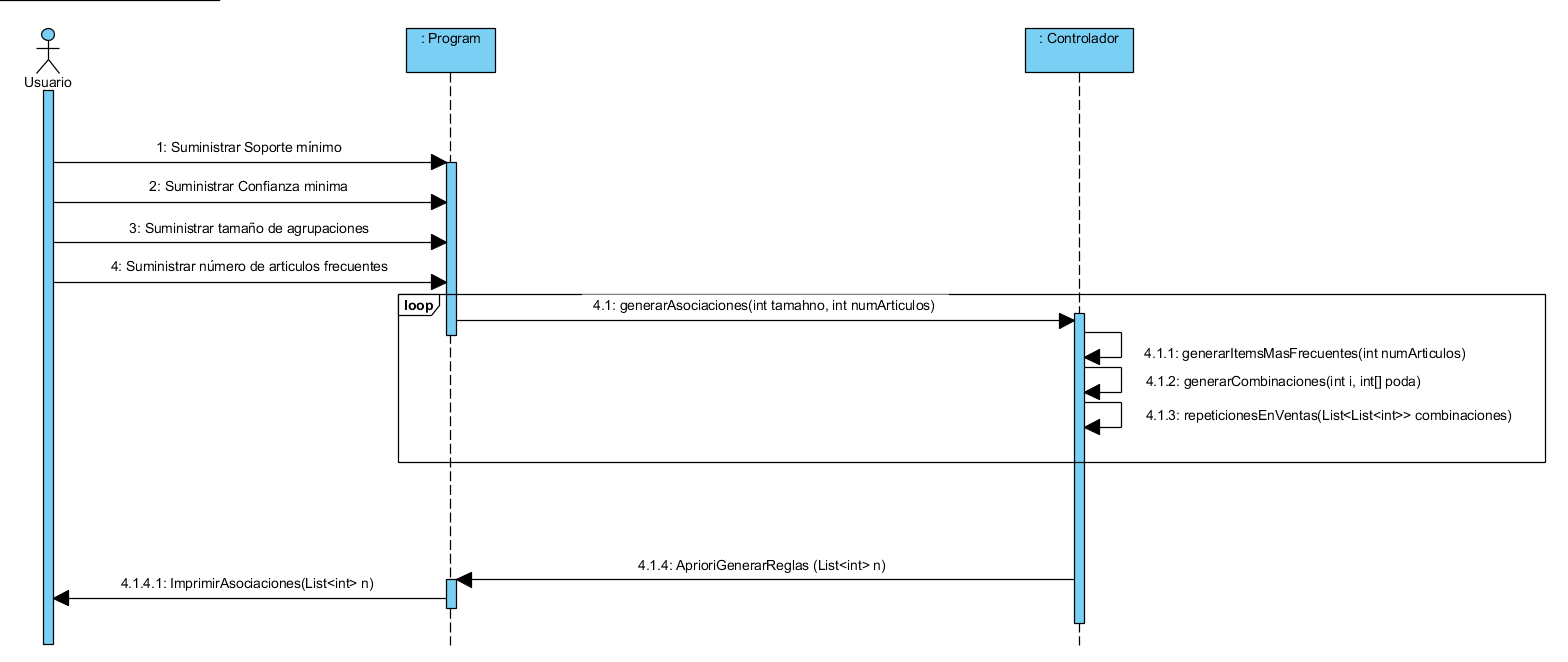 : Program
: Controlador
Usuario
1: Suministrar Soporte mínimo
2: Suministrar Confianza minima
3: Suministrar tamaño de agrupaciones
4: Suministrar número de articulos frecuentes
loop
4.1: generarAsociaciones(int tamahno, int numArticulos)
4.1.1: generarItemsMasFrecuentes(int numArticulos)
4.1.2: generarCombinaciones(int i, int[] poda)
4.1.3: repeticionesEnVentas(List<List<int>> combinaciones)
4.1.4: AprioriGenerarReglas (List<int> n)
4.1.4.1: ImprimirAsociaciones(List<int> n)